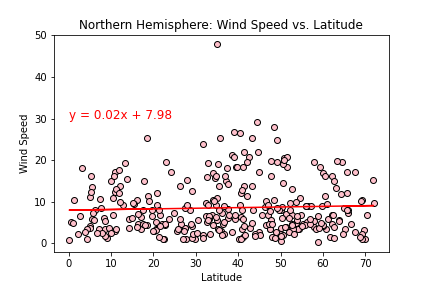 Northern Hemisphere: Wind Speed vs. Latitude
50
40
y = 0.02x + 7.98
30
Wind Speed
20
10
0
0 10 20 30 40 50 60 70
Latitude